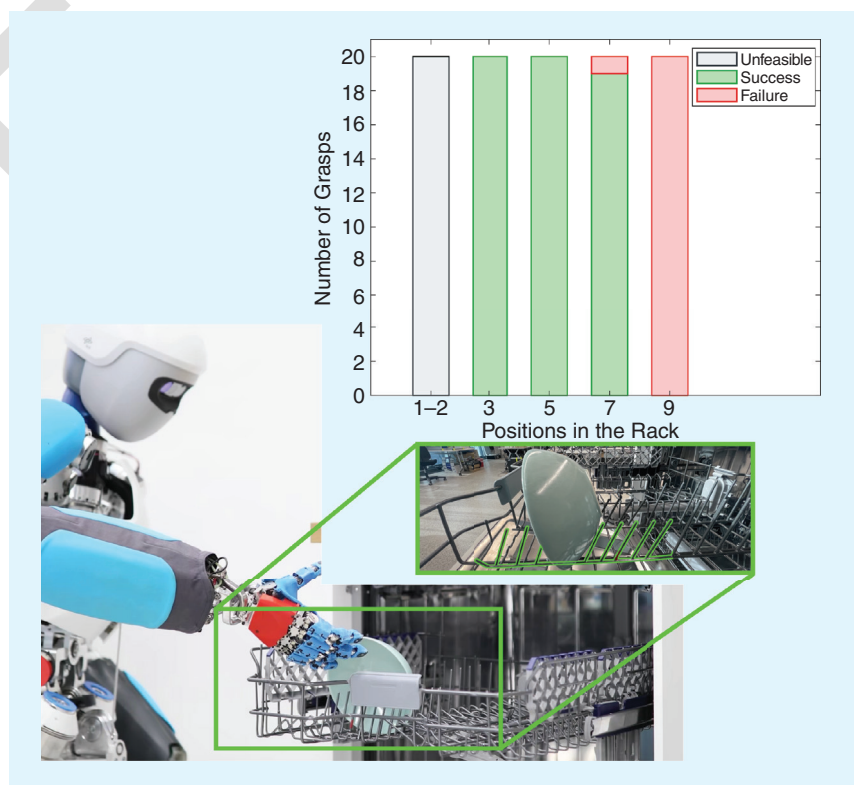 20
18
16
14
12
10
8
6
4
2
0
Number of Grasps
Unfeasible
Success
Failure
1–2 3 5 7 9
Positions in the Rack